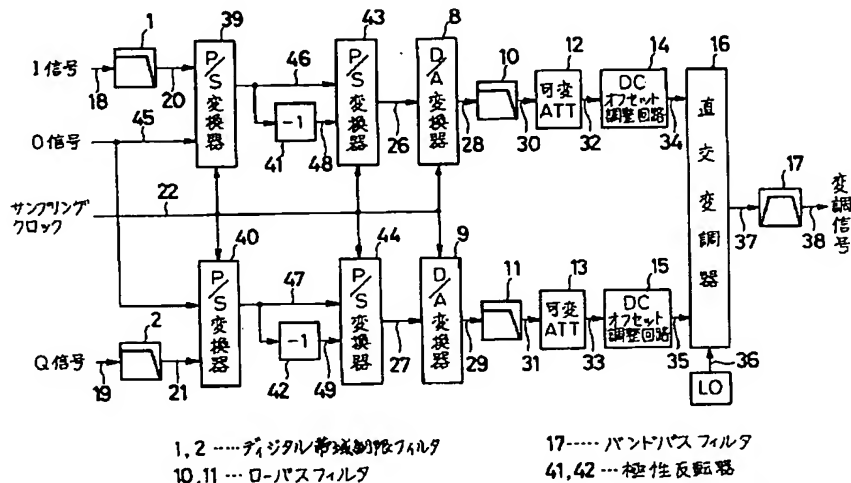 39
43
8
1
P/S変換器
P/S変換器
D/A変換器
10
12
14
16
I信号
18
20
46
可変ATT
DCオフセット調整回路
直交変調器
45
-1
41
48
26
28
30
32
34
O信号
17
変調信号
22
サンプリングクロック
37
38
40
44
9
P/S変換器
P/S変換器
D/A変換器
47
11
13
15
2
可変ATT
DCオフセット調整回路
-1
Q信号
19
21
42
49
27
29
31
33
35
36
LO
1,2……ディジタル帯域制限フィルタ
17……バンドパスフィルタ
10,11…ローパスフィルタ
41,42…極性反転器